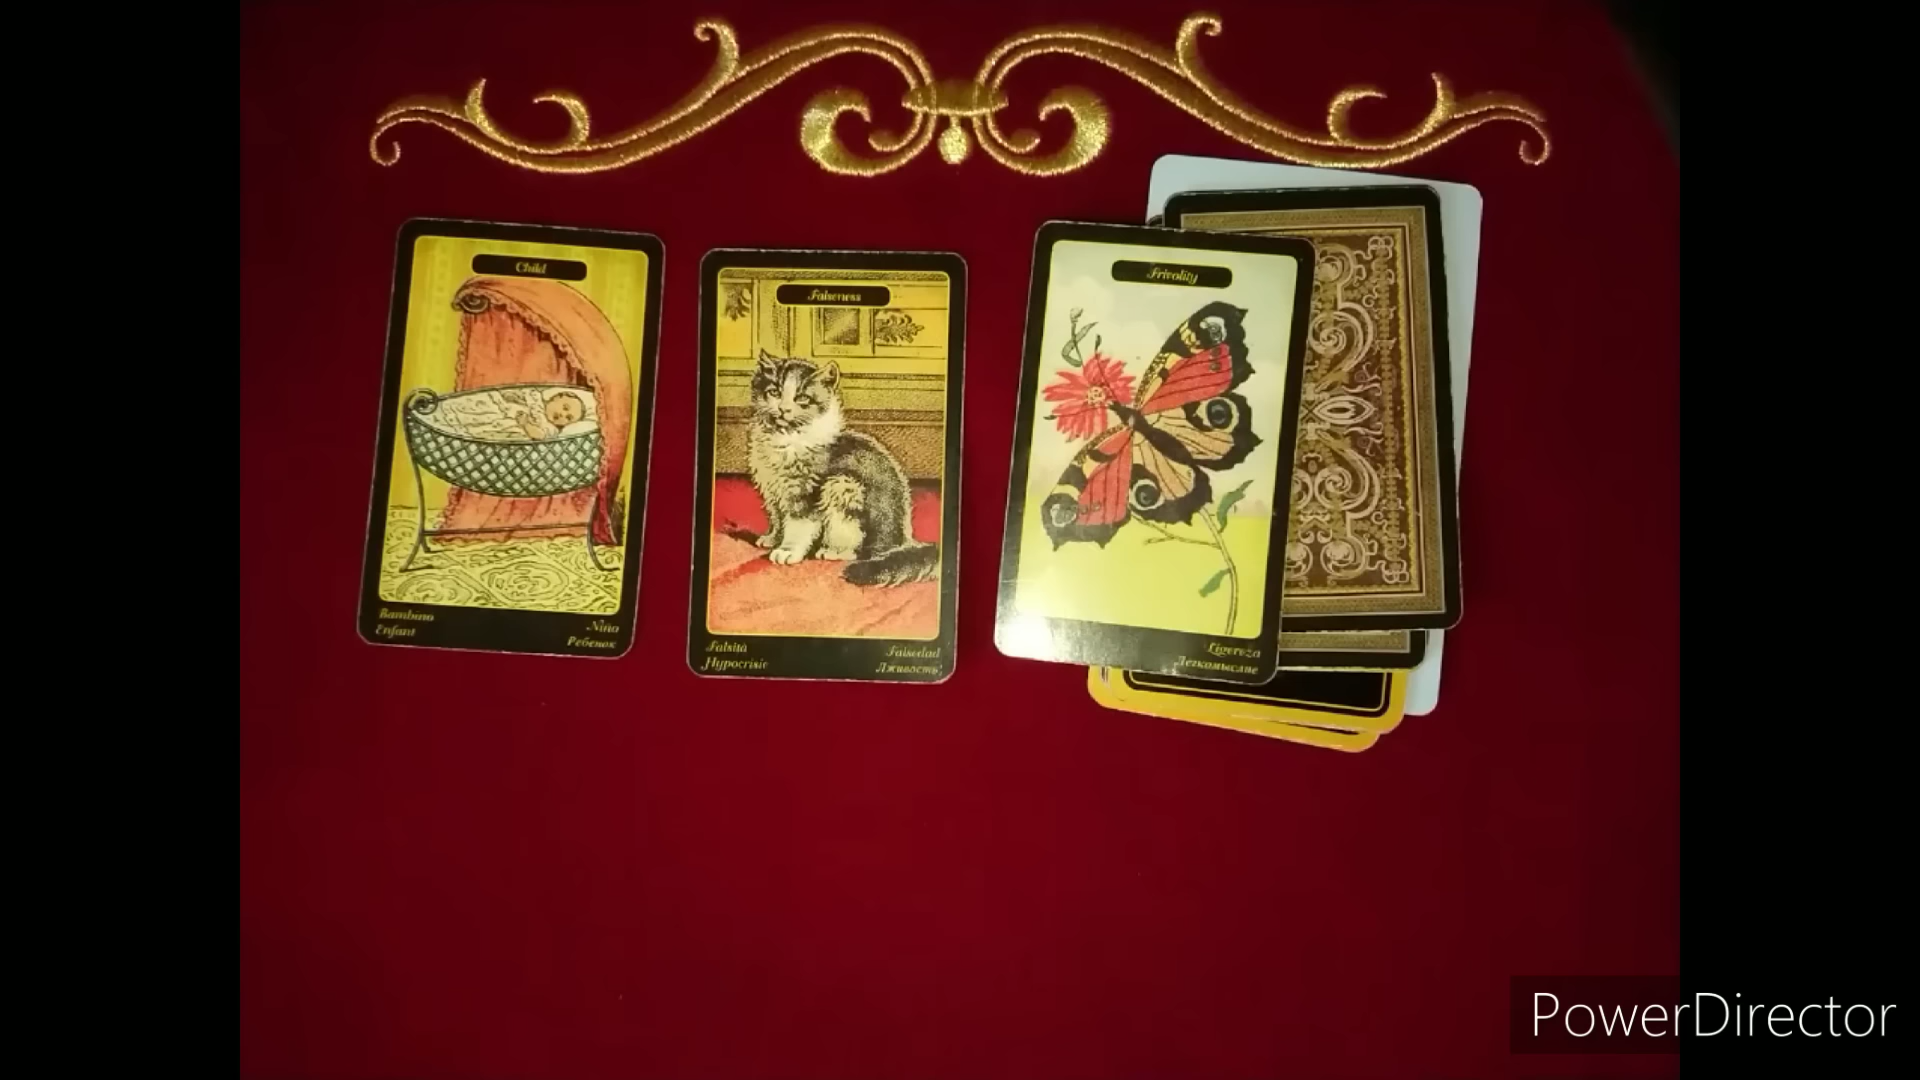 Child
Bambino
Enfant
Niño
Ребенок
Falseness
Falsità
Hypocrisie
Falsedad
Лживость
Frivolity
Ligereza
Легкомыслие
PowerDirector